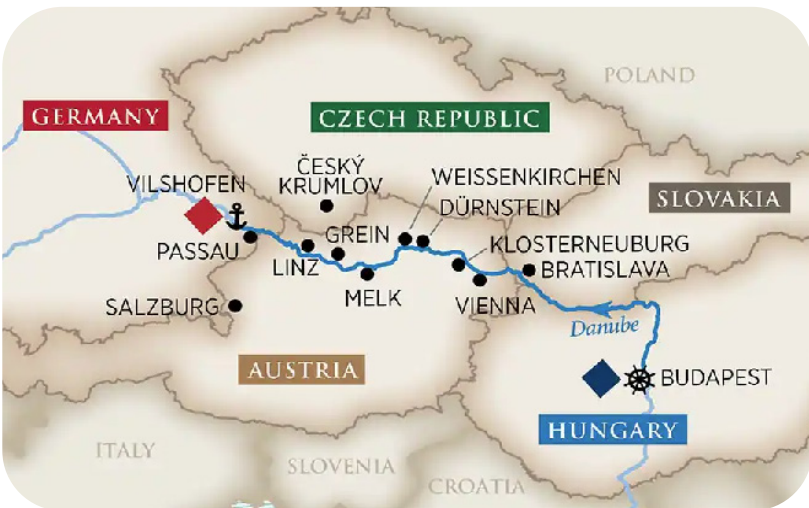 POLAND
GERMANY
CZECH REPUBLIC
ČESKÝ
KRUMLOV
VILSHOFEN
WEISSENKIRCHEN
DÜRNSTEIN
SLOVAKIA
PASSAU
LINZ
GREIN
MELK
KLOSTERNEUBURG
BRATISLAVA
VIENNA
SALZBURG
Danube
AUSTRIA
BUDAPEST
HUNGARY
ITALY
SLOVENIA
CROATIA